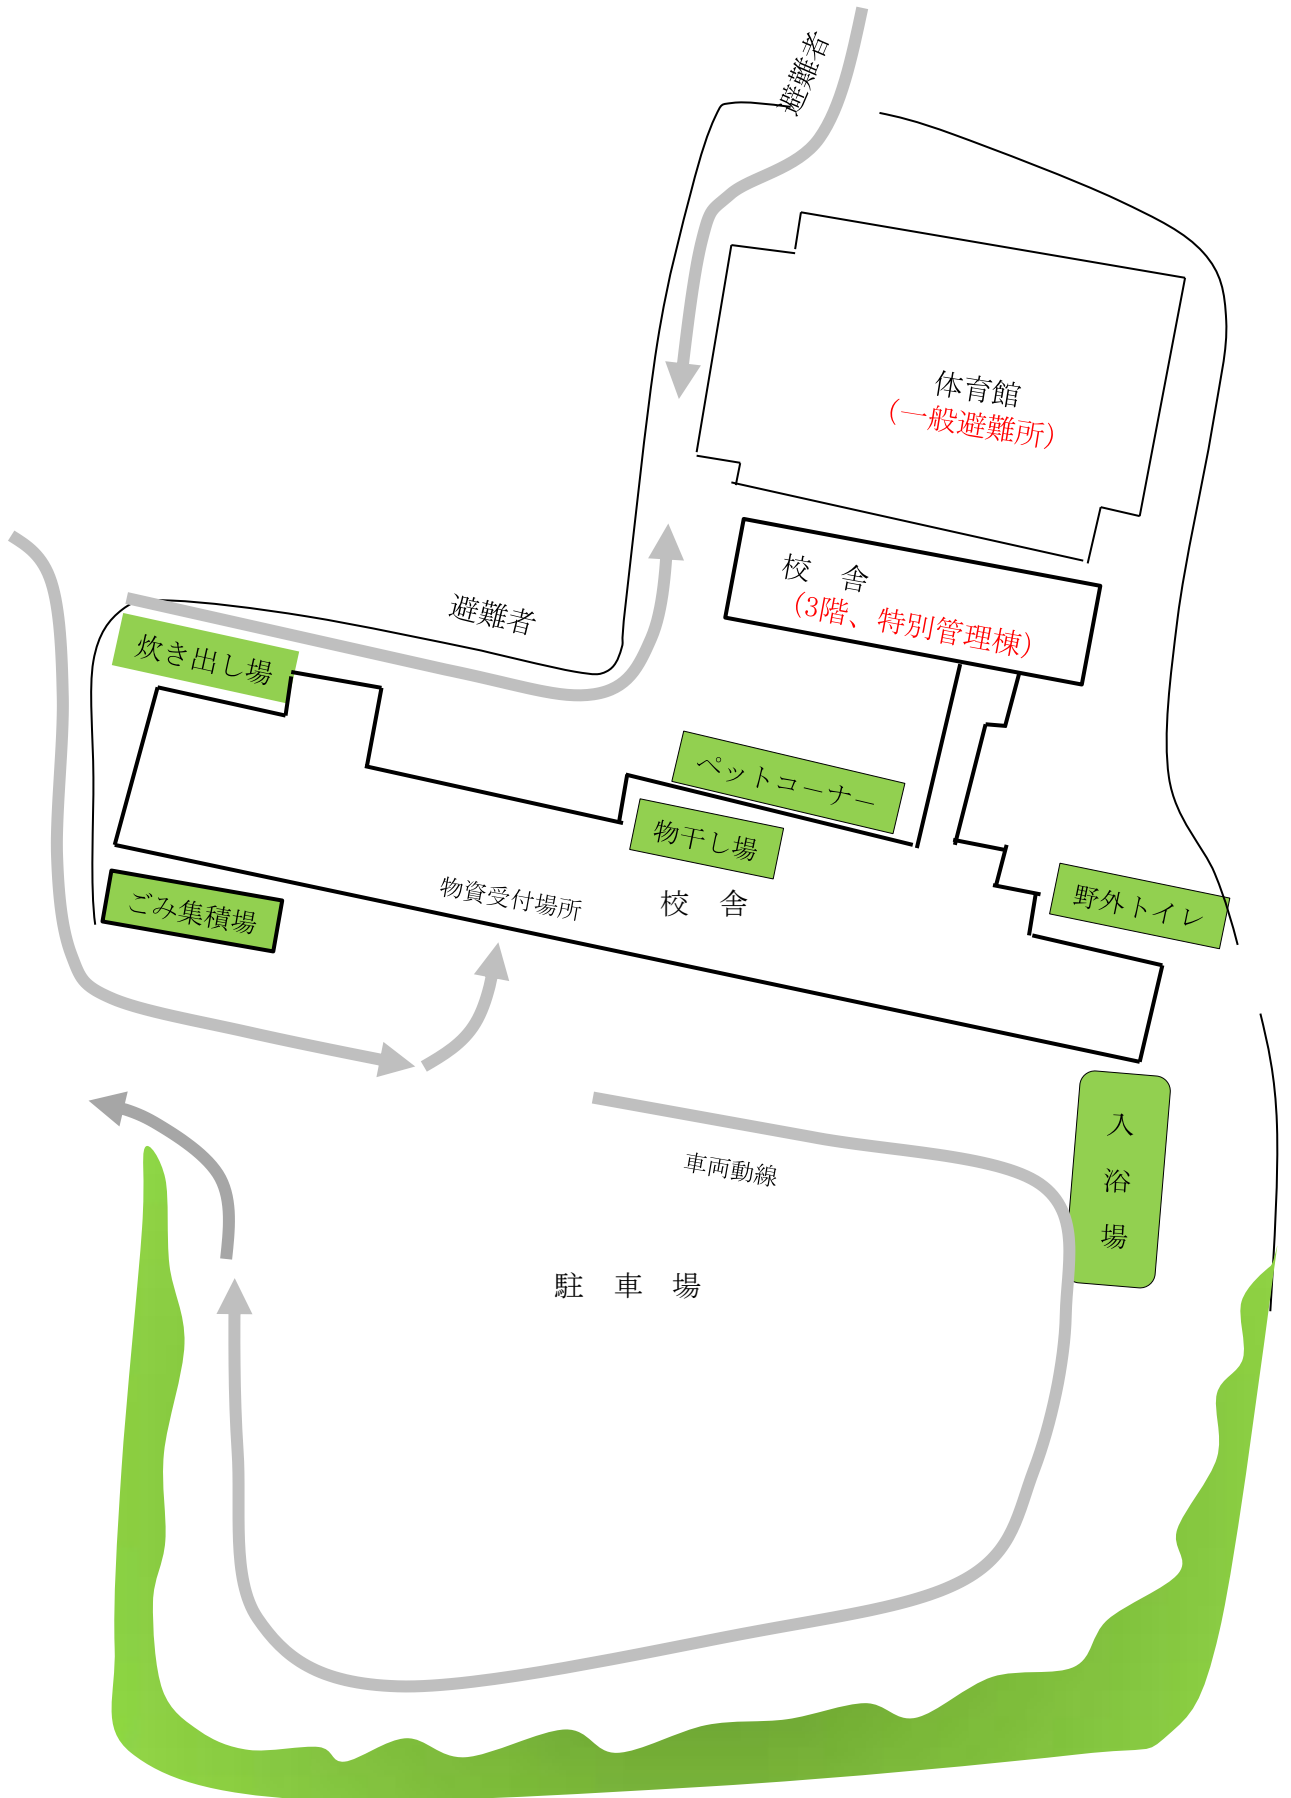 避難者
体育館
（一般避難所）
校　舎
（3階、特別管理棟）
避難者
炊き出し場
ペットコーナー
物干し場
物資受付場所
校　舎
野外トイレ
ごみ集積場
入
浴
場
車両動線
駐　車　場